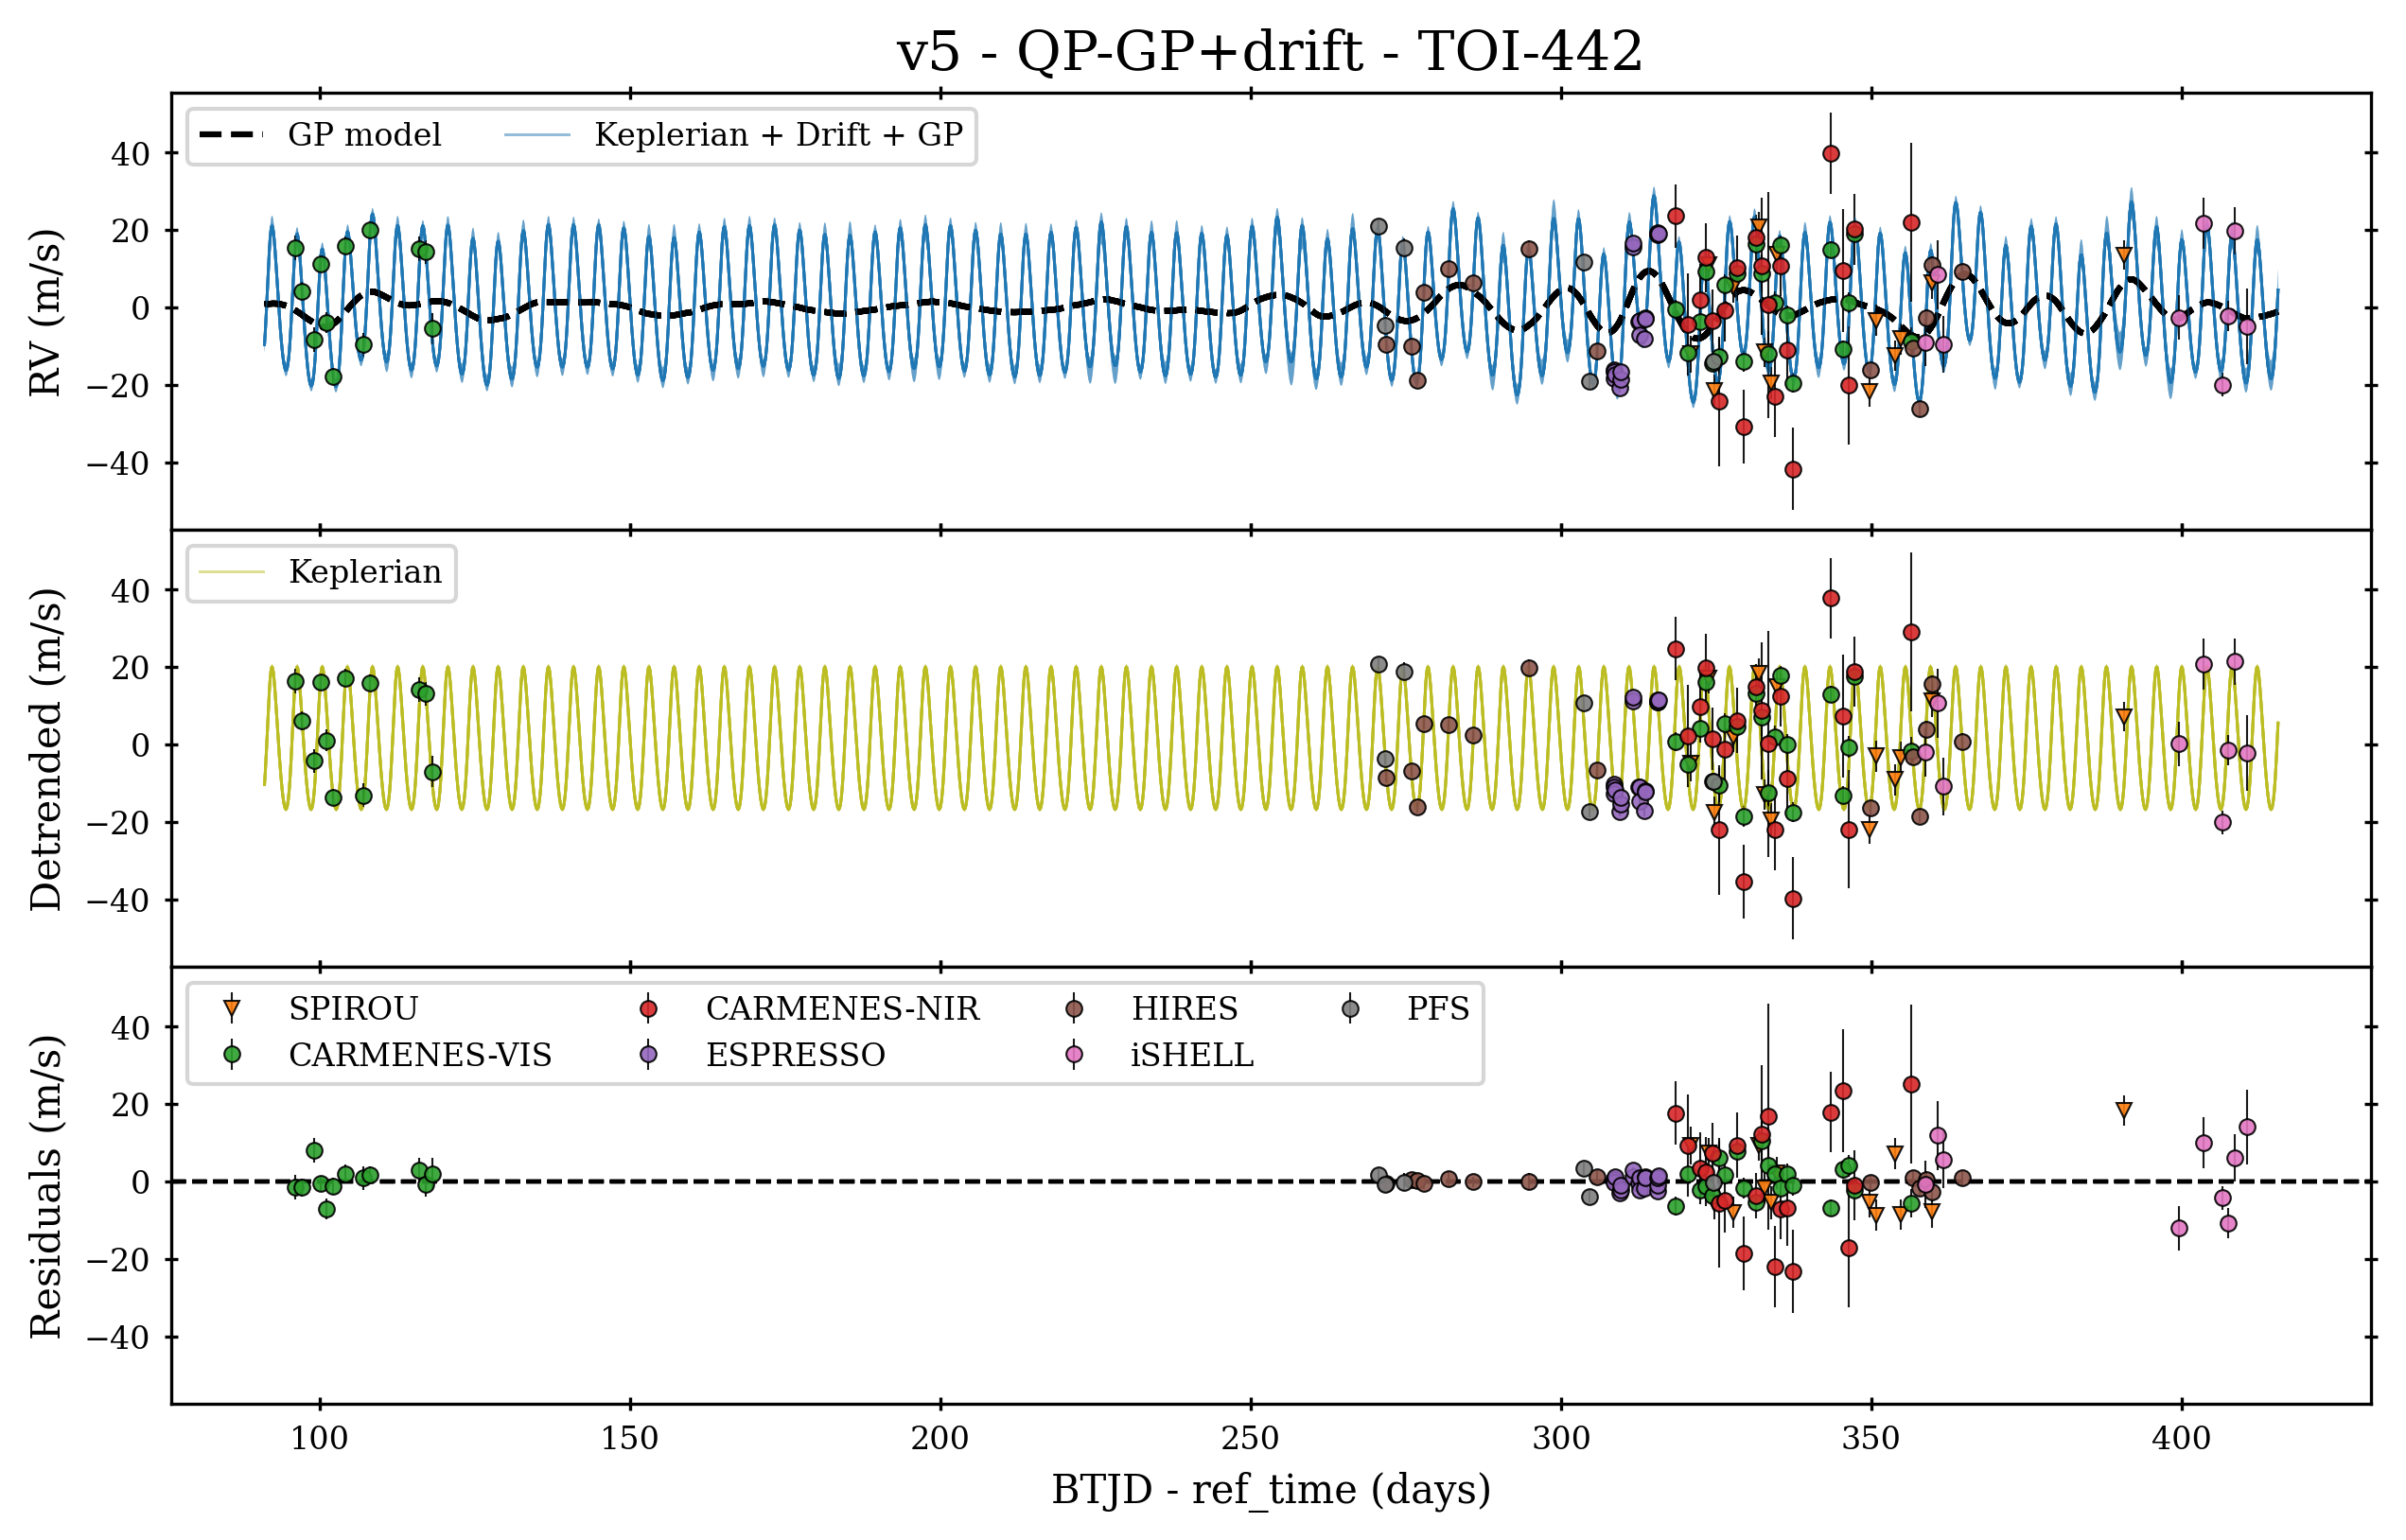 v5 - QP-GP+drift - TOI-442
GP model Keplerian + Drift + GP
RV (m/s)
40
20
0
−20
−40
Keplerian
Detrended (m/s)
40
20
0
−20
−40
SPIROU CARMENES-NIR HIRES PFS
CARMENES-VIS ESPRESSO iSHELL
Residuals (m/s)
40
20
0
−20
−40
100 150 200 250 300 350 400
BTJD - ref_time (days)